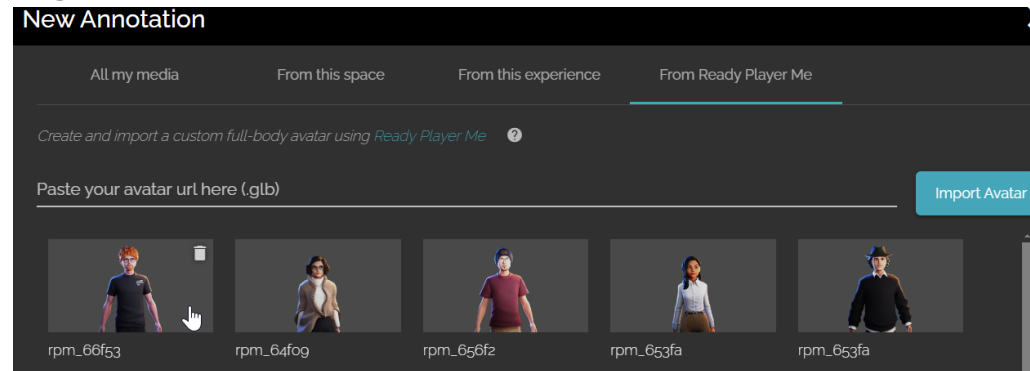 New Annotation
All my media From this space From this experience From Ready Player Me
Create and import a custom full-body avatar using Ready Player Me ?
Paste your avatar url here (.glb)
Import Avatar
rpm_66f53 rpm_64f09 rpm_656f2 rpm_653fa rpm_653fa